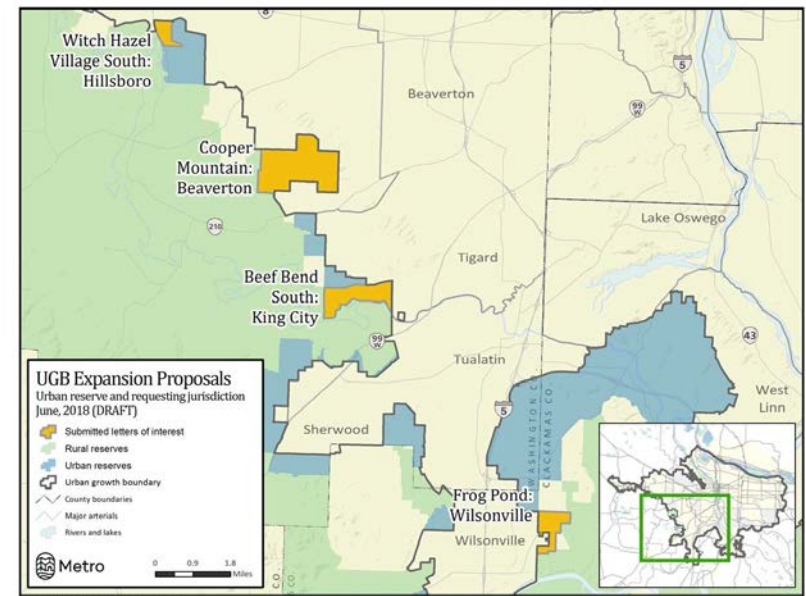 Witch Hazel
Village South:
Hillsboro
8
5
Beaverton
99
W
Cooper
Mountain:
Beaverton
210
Lake Oswego
Tigard
Beef Bend
South:
King City
99
W
43
Tualatin
West
Linn
5
Sherwood
WASHINGTON CO.
CLACKAMAS CO.
Frog Pond:
Wilsonville
Wilsonville
UGB Expansion Proposals
Urban reserve and requesting jurisdiction
June, 2018 (DRAFT)
Submitted letters of interest
Rural reserves
Urban reserves
Urban growth boundary
County boundaries
Major arterials
Rivers and lakes
Metro
0 0.9 1.8
Miles